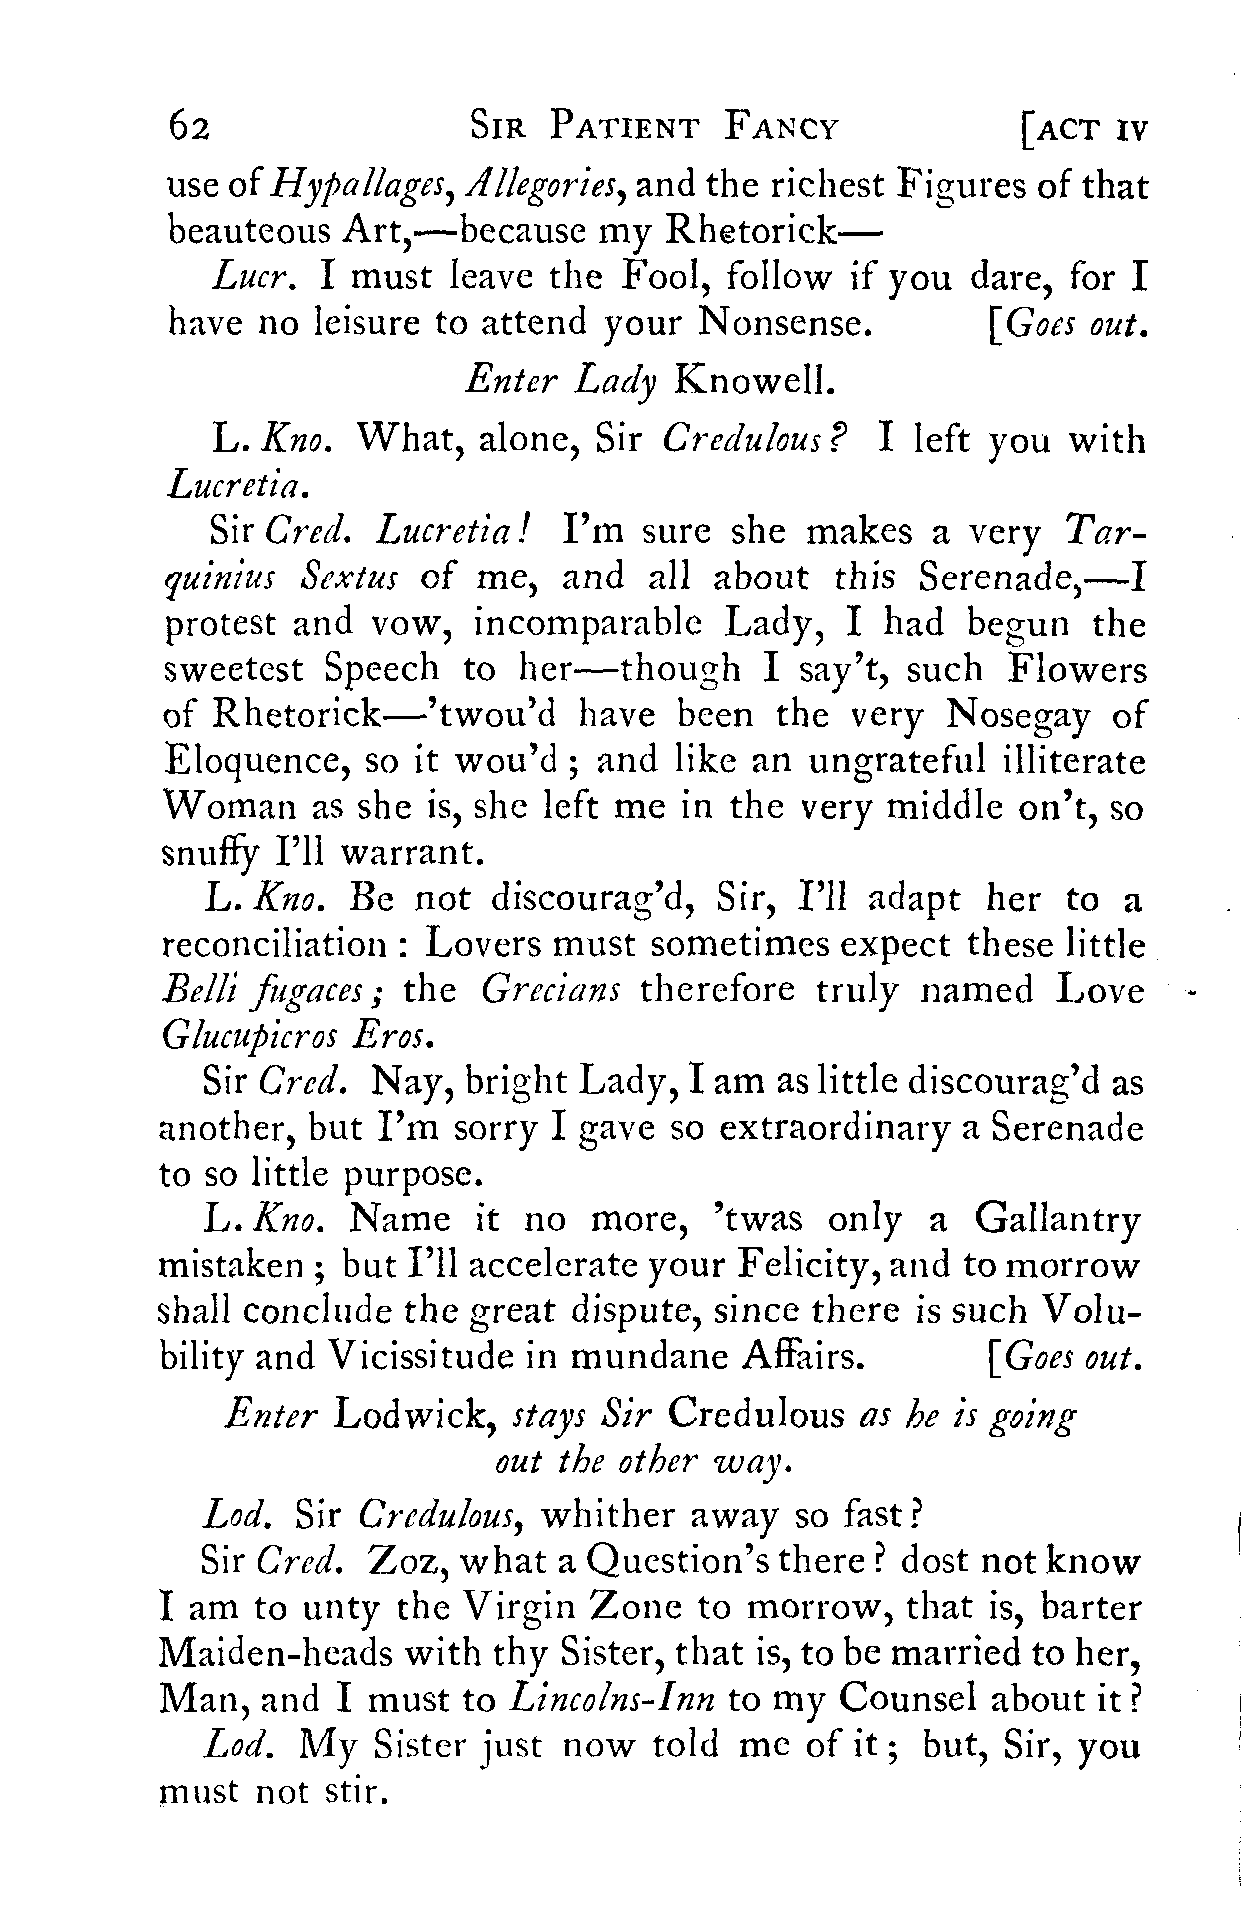 62 SIR PATIENT FANCY [ACT IV
use of Hypallages, Allegories, and the richest Figures of that
beauteous Art,—because my Rhetorick—
Lucr. I must leave the Fool, follow if you dare, for I
have no leisure to attend your Nonsense. [Goes out.
Enter Lady Knowell.
L. Kno. What, alone, Sir Credulous? I left you with
Lucretia.
Sir Cred. Lucretia! I'm sure she makes a very Tar-
quinius Sextus of me, and all about this Serenade,—I
protest and vow, incomparable Lady, I had begun the
sweetest Speech to her—though I say't, such Flowers
of Rhetorick—'twou'd have been the very Nosegay of
Eloquence, so it wou'd; and like an ungrateful illiterate
Woman as she is, she left me in the very middle on't, so
snuffy I'll warrant.
L. Kno. Be not discourag'd, Sir, I'll adapt her to a
reconciliation: Lovers must sometimes expect these little
Belli fugaces; the Grecians therefore truly named Love
Glucupicros Eros.
Sir Cred. Nay, bright Lady, I am as little discourag'd as
another, but I'm sorry I gave so extraordinary a Serenade
to so little purpose.
L. Kno. Name it no more, 'twas only a Gallantry
mistaken; but I'll accelerate your Felicity, and to morrow
shall conclude the great dispute, since there is such Volu-
bility and Vicissitude in mundane Affairs. [Goes out.
Enter Lodwick, stays Sir Credulous as he is going
out the other way.
Lod. Sir Credulous, whither away so fast?
Sir Cred. Zoz, what a Question's there? dost not know
I am to unty the Virgin Zone to morrow, that is, barter
Maiden-heads with thy Sister, that is, to be married to her,
Man, and I must to Lincolns-Inn to my Counsel about it?
Lod. My Sister just now told me of it; but, Sir, you
must not stir.